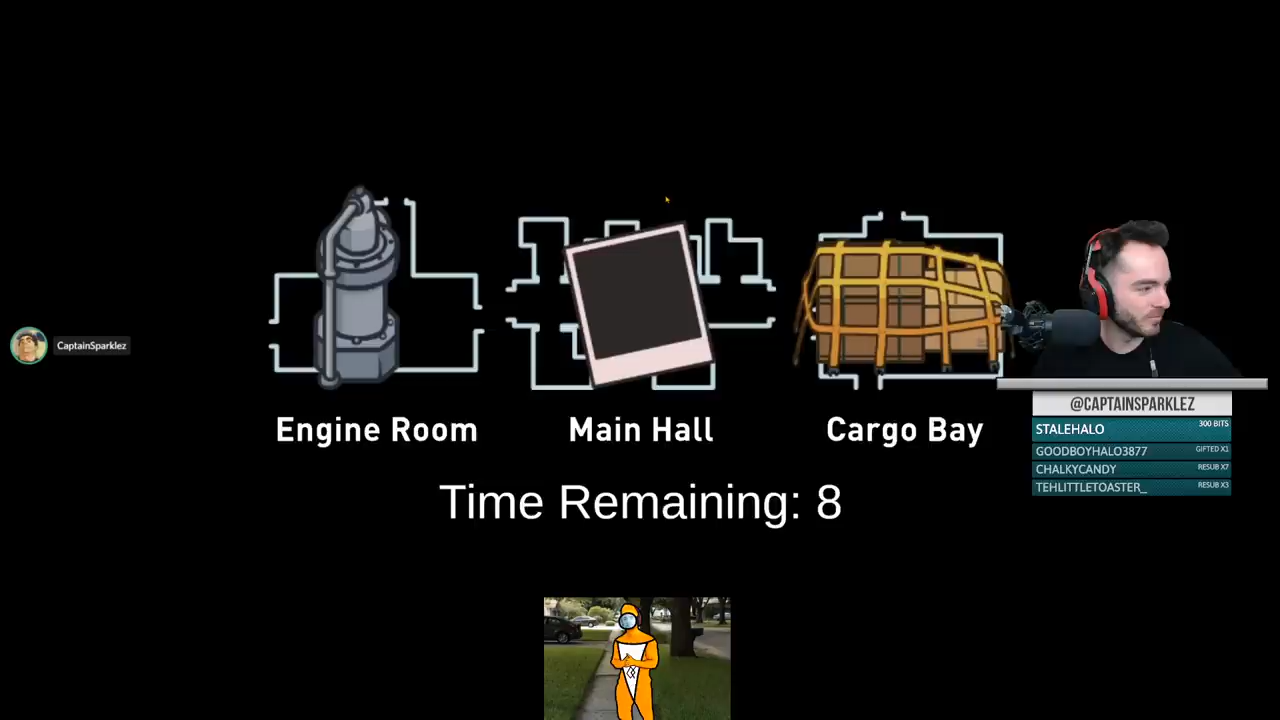 CaptainSparklez
Engine Room
Main Hall
Cargo Bay
Time Remaining: 8
@CAPTAINSPARKLEZ
STALEHALO 300 BITS
GOODBOYHALO3877 GIFTED X1
CHALKYCANDY RESUB X7
TEHLITTLETOASTER_ RESUB X3